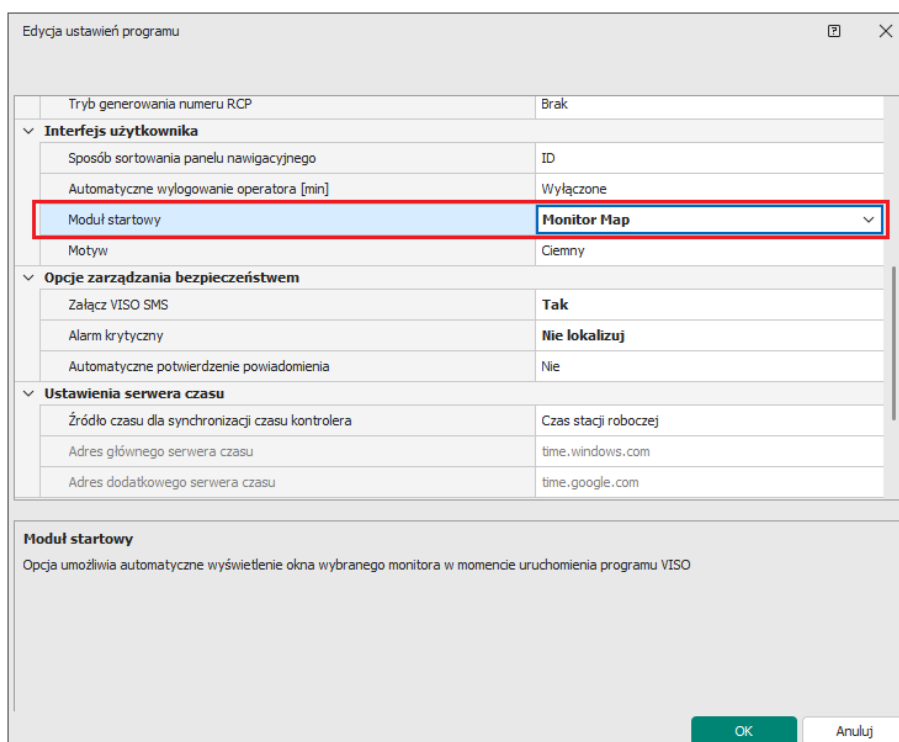 Edycja ustawień programu
Tryb generowania numeru RCP Brak
Interfejs użytkownika
Sposób sortowania panelu nawigacyjnego ID
Automatyczne wylogowanie operatora [min] Wyłączone
Moduł startowy Monitor Map
Motyw Ciemny
Opcje zarządzania bezpieczeństwem
Załącz VISO SMS Tak
Alarm krytyczny Nie lokalizuj
Automatyczne potwierdzenie powiadomienia Nie
Ustawienia serwera czasu
Źródło czasu dla synchronizacji czasu kontrolera Czas stacji roboczej
Adres głównego serwera czasu time.windows.com
Adres dodatkowego serwera czasu time.google.com
Moduł startowy
Opcja umożliwia automatyczne wyświetlenie okna wybranego monitora w momencie uruchomienia programu VISO
OK Anuluj